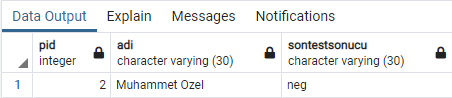 Data Output Explain Messages Notifications
pid adi sontestsonucu
integer character varying (30) character varying (30)
1 2 Muhammet Ozel neg